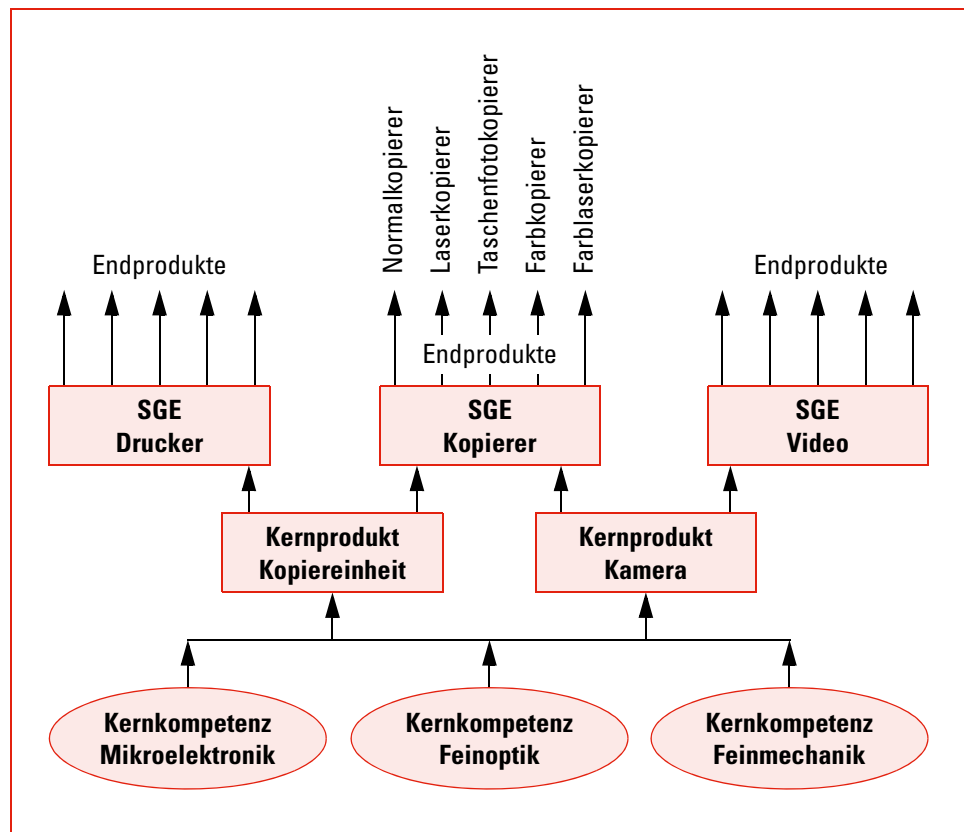 Normalkopierer
Laserkopierer
Taschenfotokopierer
Farbkopierer
Farblaserkopierer
Endprodukte
Endprodukte
Endprodukte
SGE
Drucker
SGE
Kopierer
SGE
Video
Kernprodukt
Kopiereinheit
Kernprodukt
Kamera
Kernkompetenz
Mikroelektronik
Kernkompetenz
Feinoptik
Kernkompetenz
Feinmechanik